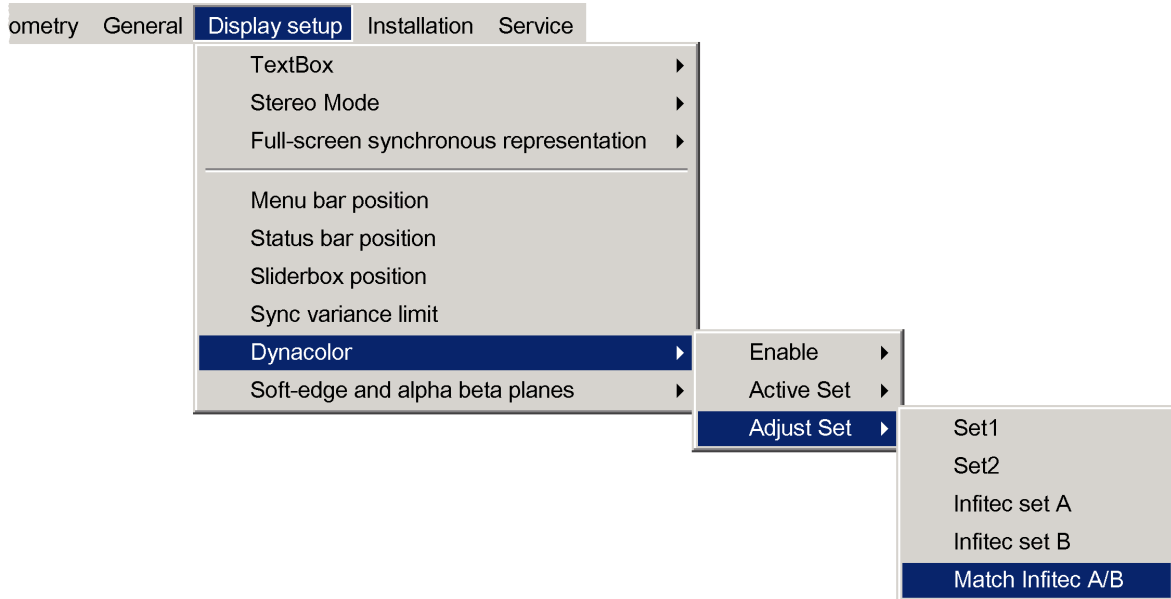 ometry General Display setup Installation Service
TextBox
Stereo Mode
Full-screen synchronous representation
Menu bar position
Status bar position
Sliderbox position
Sync variance limit
Dynacolor Enable
Soft-edge and alpha beta planes Active Set
Adjust Set Set1
Set2
Infitec set A
Infitec set B
Match Infitec A/B